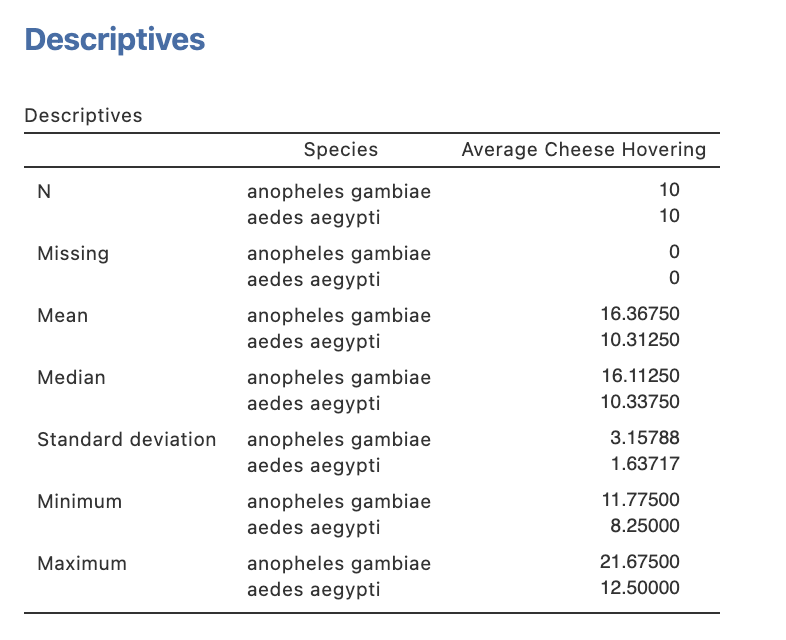 Descriptives
Descriptives
Species Average Cheese Hovering
N anopheles gambiae 10
aedes aegypti 10
Missing anopheles gambiae 0
aedes aegypti 0
Mean anopheles gambiae 16.36750
aedes aegypti 10.31250
Median anopheles gambiae 16.11250
aedes aegypti 10.33750
Standard deviation anopheles gambiae 3.15788
aedes aegypti 1.63717
Minimum anopheles gambiae 11.77500
aedes aegypti 8.25000
Maximum anopheles gambiae 21.67500
aedes aegypti 12.50000